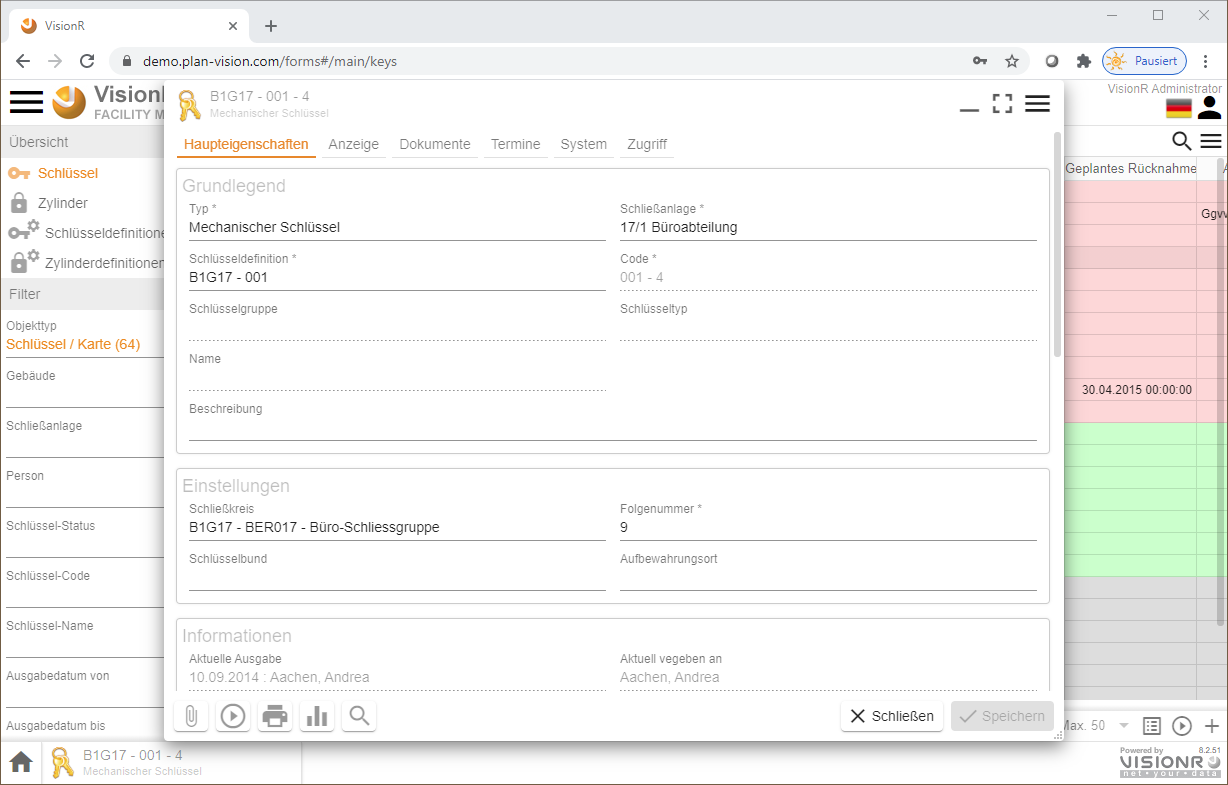 VisionR
demo.plan-vision.com/forms#/main/keys
Pausiert
VisionR
FACILITY M
VisionR Administrator
B1G17 - 001 - 4
Mechanischer Schlüssel
Übersicht
Schlüssel
Zylinder
Schlüsseldefinitione
Zylinderdefinitionen
Filter
Objekttyp
Schlüssel / Karte (64)
Gebäude
Schließanlage
Person
Schlüssel-Status
Schlüssel-Code
Schlüssel-Name
Ausgabedatum von
Ausgabedatum bis
Haupteigenschaften Anzeige Dokumente Termine System Zugriff
Grundlegend
Typ * Schließanlage *
Mechanischer Schlüssel 17/1 Büroabteilung
Schlüsseldefinition * Code *
B1G17 - 001 001 - 4
Schlüsselgruppe Schlüsseltyp
Name
Beschreibung
Einstellungen
Schließkreis Folgenummer *
B1G17 - BER017 - Büro-Schliessgruppe 9
Schlüsselbund Aufbewahrungsort
Informationen
Aktuelle Ausgabe Aktuell vegeben an
10.09.2014 : Aachen, Andrea Aachen, Andrea
Schließen Speichern
Geplantes Rücknahme
Ggvv
30.04.2015 00:00:00
Max. 50
B1G17 - 001 - 4
Mechanischer Schlüssel
Powered by 8.2.51
VISIONR
net · your · data